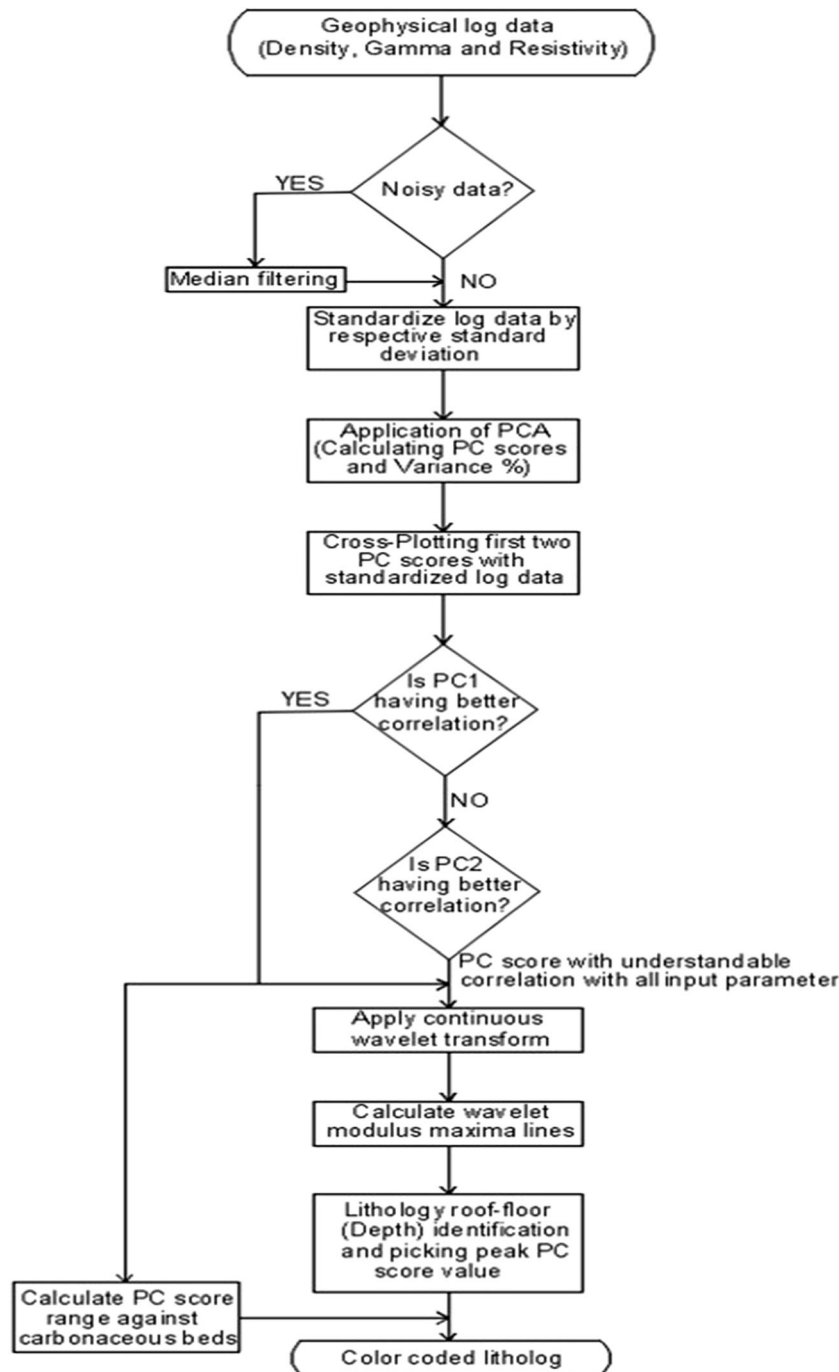 Geophysical log data
(Density, Gamma and Resistivity)
YES
Noisy data?
Median filtering
NO
Standardize log data by
respective standard
deviation
Application of PCA
(Calculating PC scores
and Variance %)
Cross-Plotting first two
PC scores with
standardized log data
YES
Is PC1
having better
correlation?
NO
Is PC2
having better
correlation?
PC score with understandable
correlation with all input parameter
Apply continuous
wavelet transform
Calculate wavelet
modulus maxima lines
Lithology roof-floor
(Depth) identification
and picking peak PC
score value
Calculate PC score
range against
carbonaceous beds
Color coded litholog